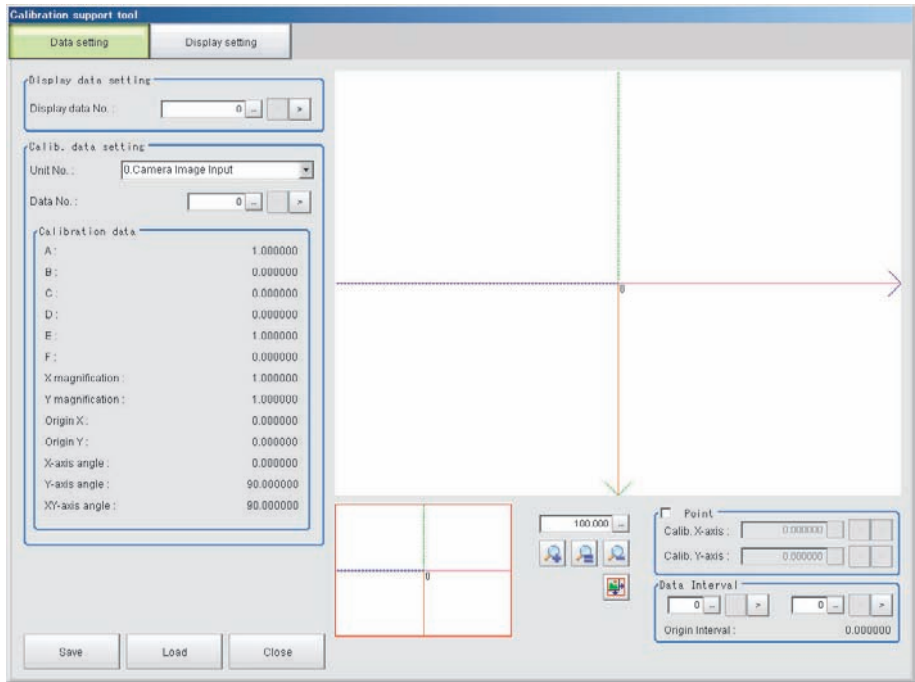 Calibration support tool
Data setting Display setting
Display data setting
Display data No. : 0 ... >
Calib. data setting
Unit No. : 0.Camera Image Input
Data No. : 0 ... >
Calibration data
A : 1.000000
B : 0.000000
C : 0.000000
D : 0.000000
E : 1.000000
F : 0.000000
X magnification : 1.000000
Y magnification : 1.000000
Origin X : 0.000000
Origin Y : 0.000000
X-axis angle : 0.000000
Y-axis angle : 90.000000
XY-axis angle : 90.000000
Save Load Close
0
0
100.000 ...
Point
Calib. X-axis : 0.000000
Calib. Y-axis : 0.000000
Data Interval
0 ... > 0 ... >
Origin Interval : 0.000000